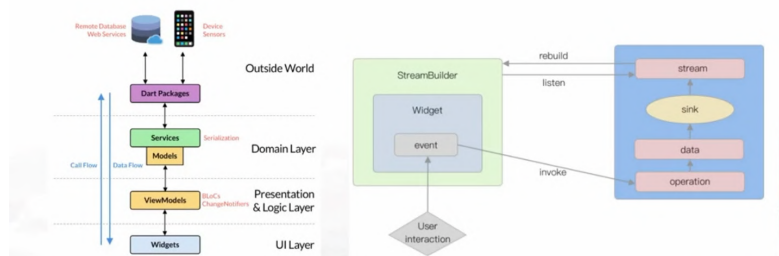 Remote Database
Web Services
Device
Sensors
Outside World
Dart Packages
Services
Serialization
Models
Domain Layer
Call Flow
Data Flow
ViewModels
BLoCs
ChangeNotifiers
Presentation
& Logic Layer
Widgets
UI Layer
StreamBuilder
Widget
event
User
interaction
rebuild
listen
invoke
stream
sink
data
operation